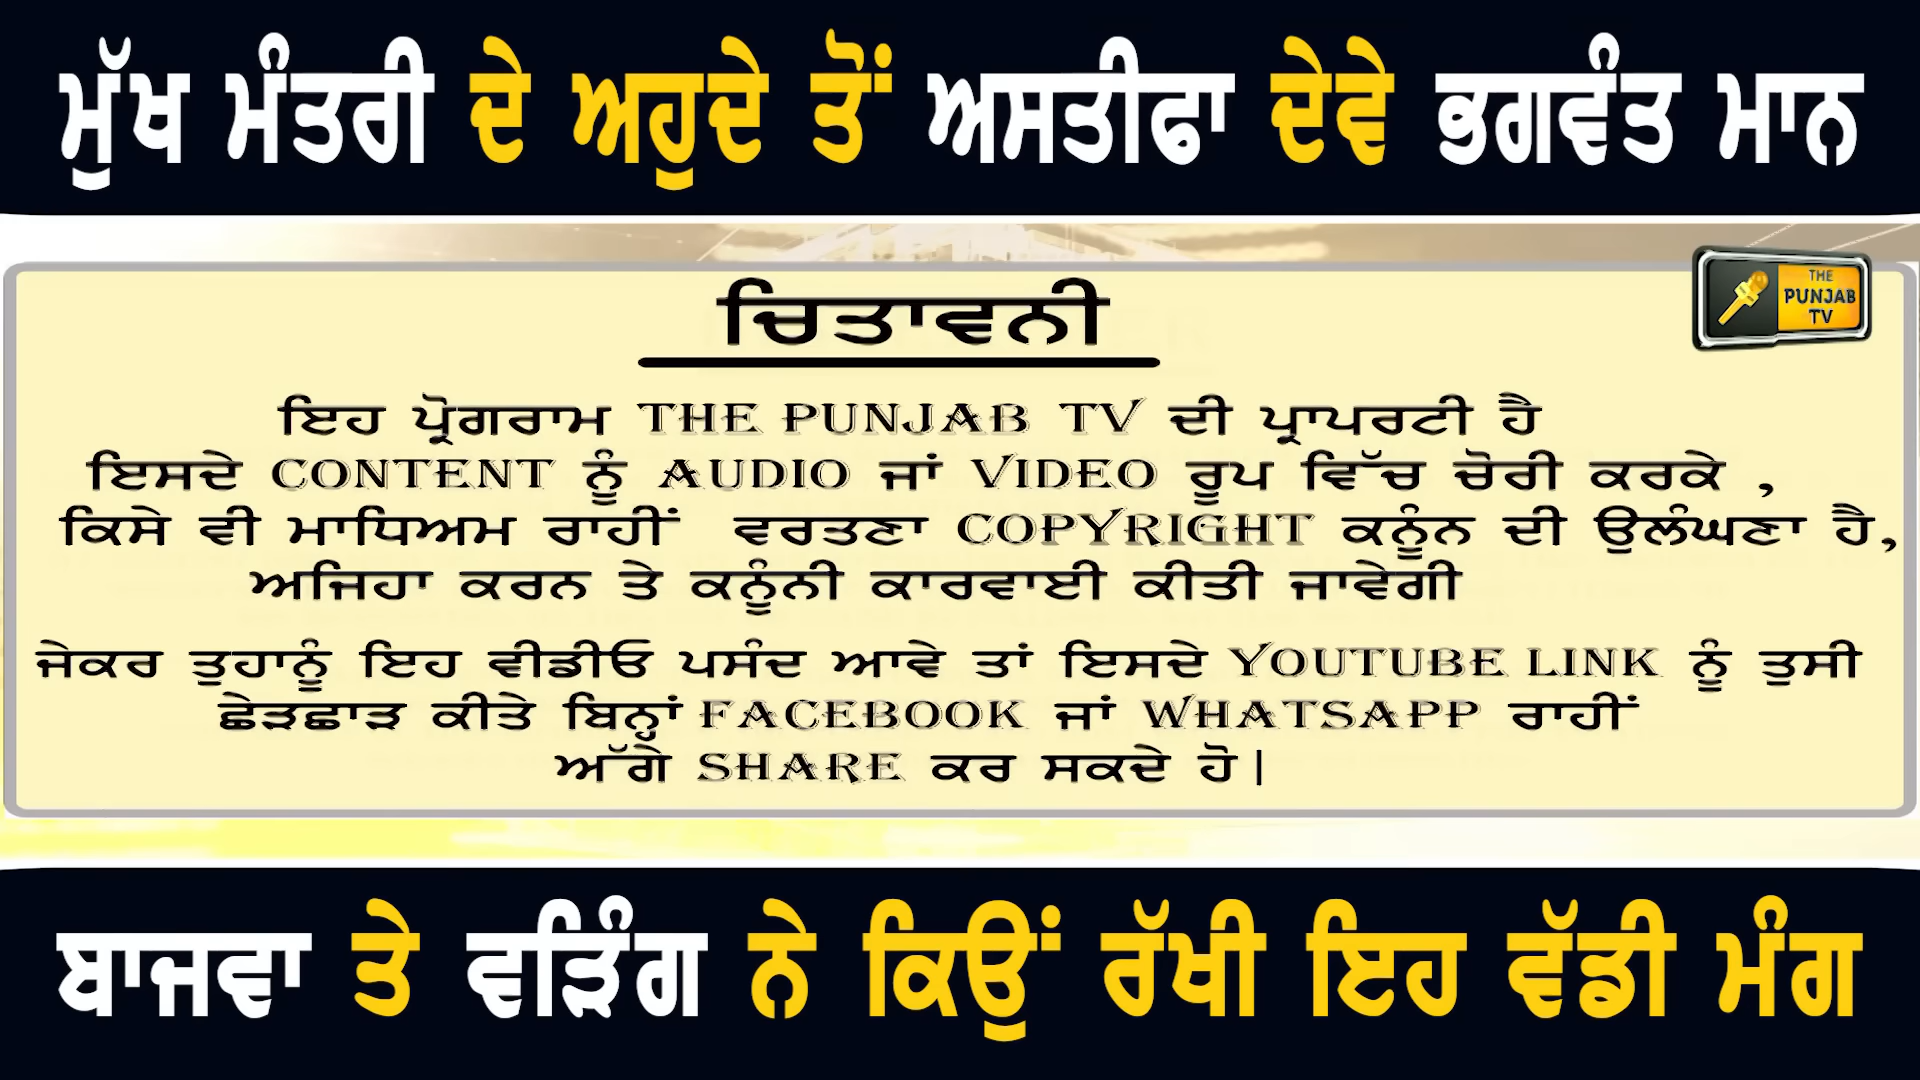 ਮੁੱਖ ਮੰਤਰੀ ਦੇ ਅਹੁਦੇ ਤੋਂ ਅਸਤੀਫਾ ਦੇਵੇ ਭਗਵੰਤ ਮਾਨ
THE
PUNJAB
TV
ਚਿਤਾਵਨੀ
ਇਹ ਪ੍ਰੋਗਰਾਮ THE PUNJAB TV ਦੀ ਪ੍ਰਾਪਰਟੀ ਹੈ
ਇਸਦੇ CONTENT ਨੂੰ AUDIO ਜਾਂ VIDEO ਰੂਪ ਵਿੱਚ ਚੋਰੀ ਕਰਕੇ ,
ਕਿਸੇ ਵੀ ਮਾਧਿਅਮ ਰਾਹੀਂ ਵਰਤਣਾ COPYRIGHT ਕਨੂੰਨ ਦੀ ਉਲੰਘਣਾ ਹੈ,
ਅਜਿਹਾ ਕਰਨ ਤੇ ਕਨੂੰਨੀ ਕਾਰਵਾਈ ਕੀਤੀ ਜਾਵੇਗੀ
ਜੇਕਰ ਤੁਹਾਨੂੰ ਇਹ ਵੀਡੀਓ ਪਸੰਦ ਆਵੇ ਤਾਂ ਇਸਦੇ YOUTUBE LINK ਨੂੰ ਤੁਸੀ
ਛੇੜਛਾੜ ਕੀਤੇ ਬਿਨ੍ਹਾਂ FACEBOOK ਜਾਂ WHATSAPP ਰਾਹੀਂ
ਅੱਗੇ SHARE ਕਰ ਸਕਦੇ ਹੋ|
ਬਾਜਵਾ ਤੇ ਵੜਿੰਗ ਨੇ ਕਿਉਂ ਰੱਖੀ ਇਹ ਵੱਡੀ ਮੰਗ